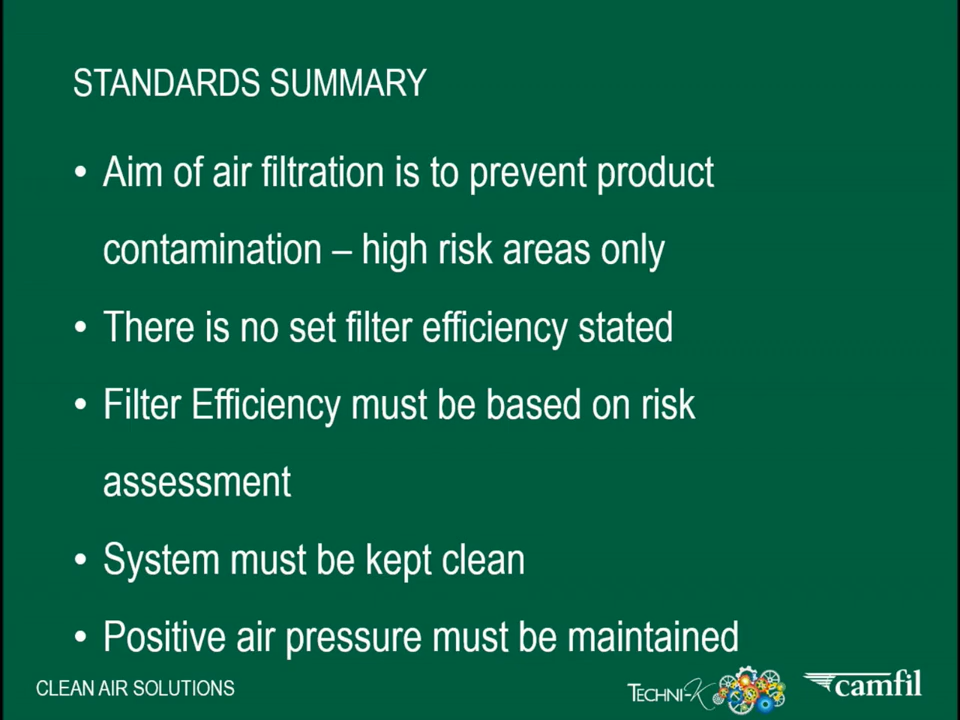 STANDARDS SUMMARY
• Aim of air filtration is to prevent product
contamination – high risk areas only
• There is no set filter efficiency stated
• Filter Efficiency must be based on risk
assessment
• System must be kept clean
• Positive air pressure must be maintained
CLEAN AIR SOLUTIONS
TECHNI-K
camfil